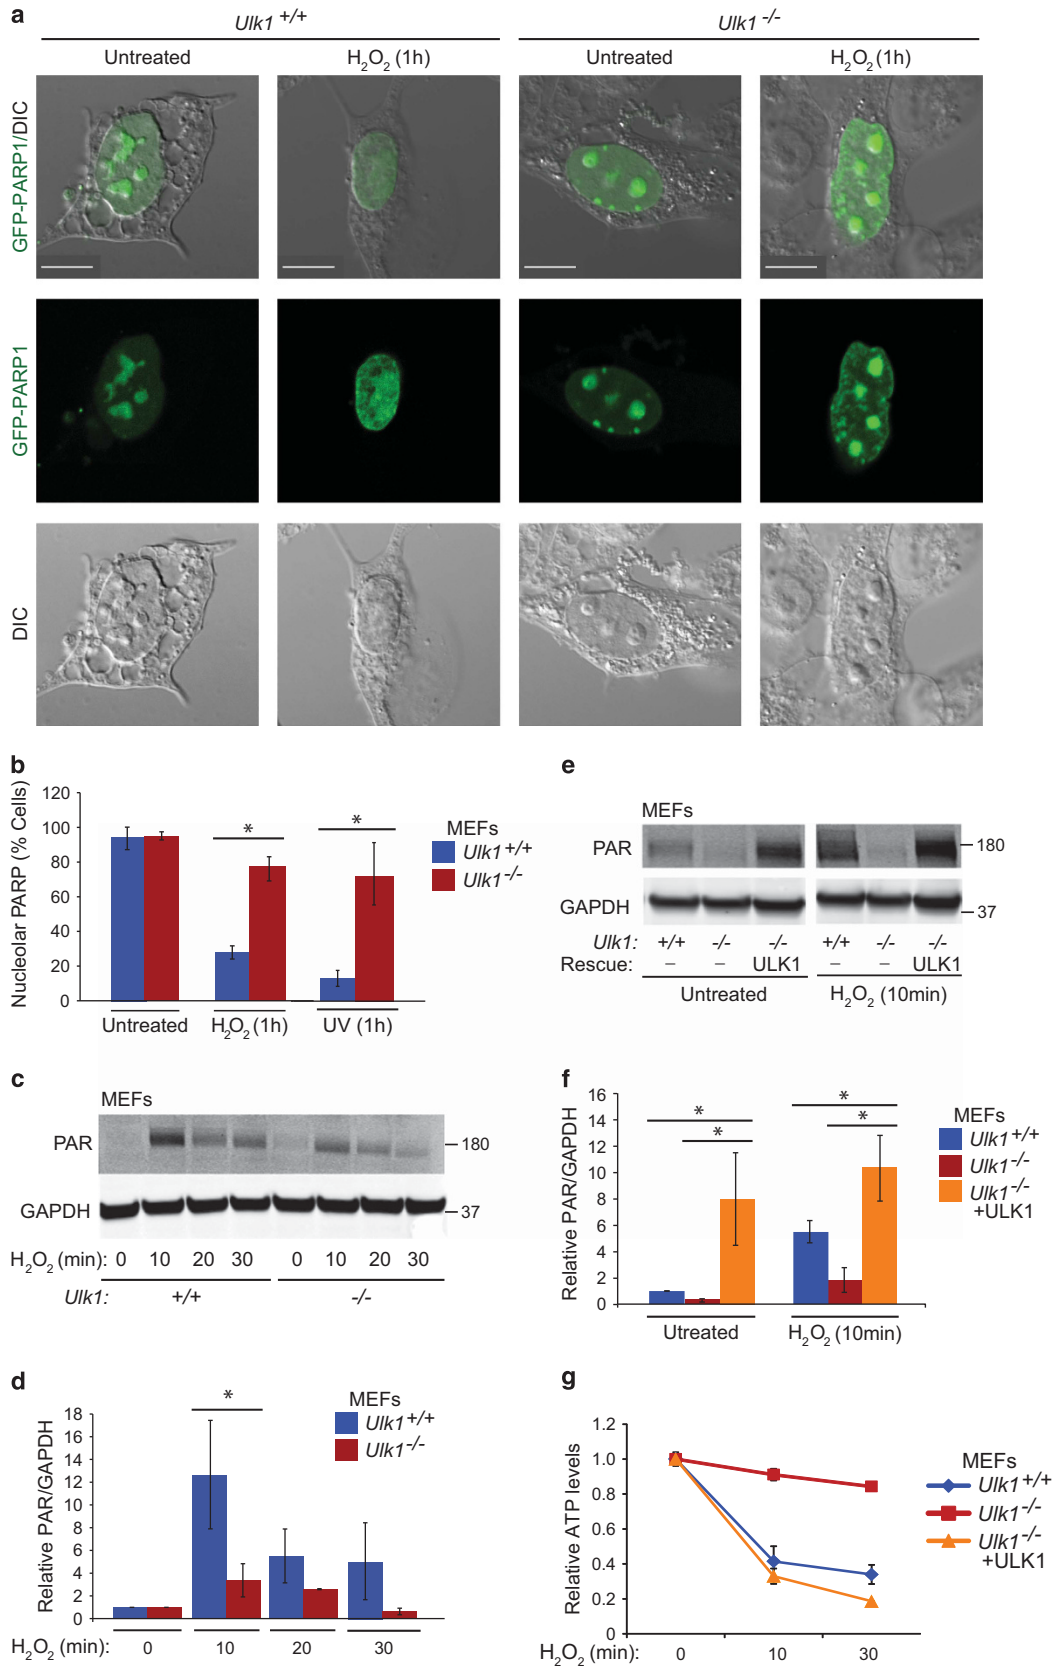 a
Ulk1 +/+
Ulk1 -/-
Untreated
H2O2 (1h)
Untreated
H2O2 (1h)
GFP-PARP1/DIC
GFP-PARP1
DIC
b
Nucleolar PARP (% Cells)
120
100
80
60
40
20
0
*
*
MEFs
Ulk1+/+
Ulk1-/-
Untreated
H2O2 (1h)
UV (1h)
c
MEFs
PAR
180
GAPDH
37
H2O2 (min): 0 10 20 30 0 10 20 30
Ulk1: +/+ -/-
d
Relative PAR/GAPDH
18
16
14
12
10
8
6
4
2
0
*
MEFs
Ulk1+/+
Ulk1-/-
H2O2 (min): 0 10 20 30
e
MEFs
PAR
180
GAPDH
37
Ulk1: +/+ -/- -/- +/+ -/- -/-
Rescue: – – ULK1 – – ULK1
Untreated
H2O2 (10min)
f
Relative PAR/GAPDH
16
14
12
10
8
6
4
2
0
*
*
*
*
MEFs
Ulk1+/+
Ulk1-/-
Ulk1-/-
+ULK1
Utreated
H2O2 (10min)
g
Relative ATP levels
1.2
1.0
0.8
0.6
0.4
0.2
0
MEFs
Ulk1+/+
Ulk1-/-
Ulk1-/-
+ULK1
H2O2 (min): 0 10 30